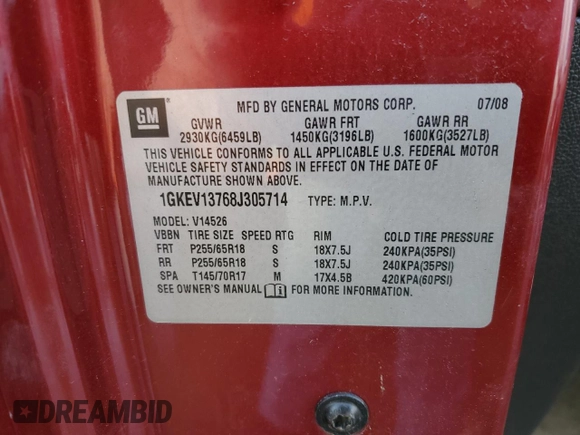 GM
MFD BY GENERAL MOTORS CORP. 07/08
GVWR GAWR FRT GAWR RR
2930KG(6459LB) 1450KG(3196LB) 1600KG(3527LB)
THIS VEHICLE CONFORMS TO ALL APPLICABLE U.S. FEDERAL MOTOR
VEHICLE SAFETY STANDARDS IN EFFECT ON THE DATE OF
MANUFACTURE SHOWN ABOVE.
1GKEV13768J305714 TYPE: M.P.V.
MODEL: V14526
VBBN TIRE SIZE SPEED RTG RIM COLD TIRE PRESSURE
FRT P255/65R18 S 18X7.5J 240KPA(35PSI)
RR P255/65R18 S 18X7.5J 240KPA(35PSI)
SPA T145/70R17 M 17X4.5B 420KPA(60PSI)
SEE OWNER'S MANUAL FOR MORE INFORMATION.
DREAMBID